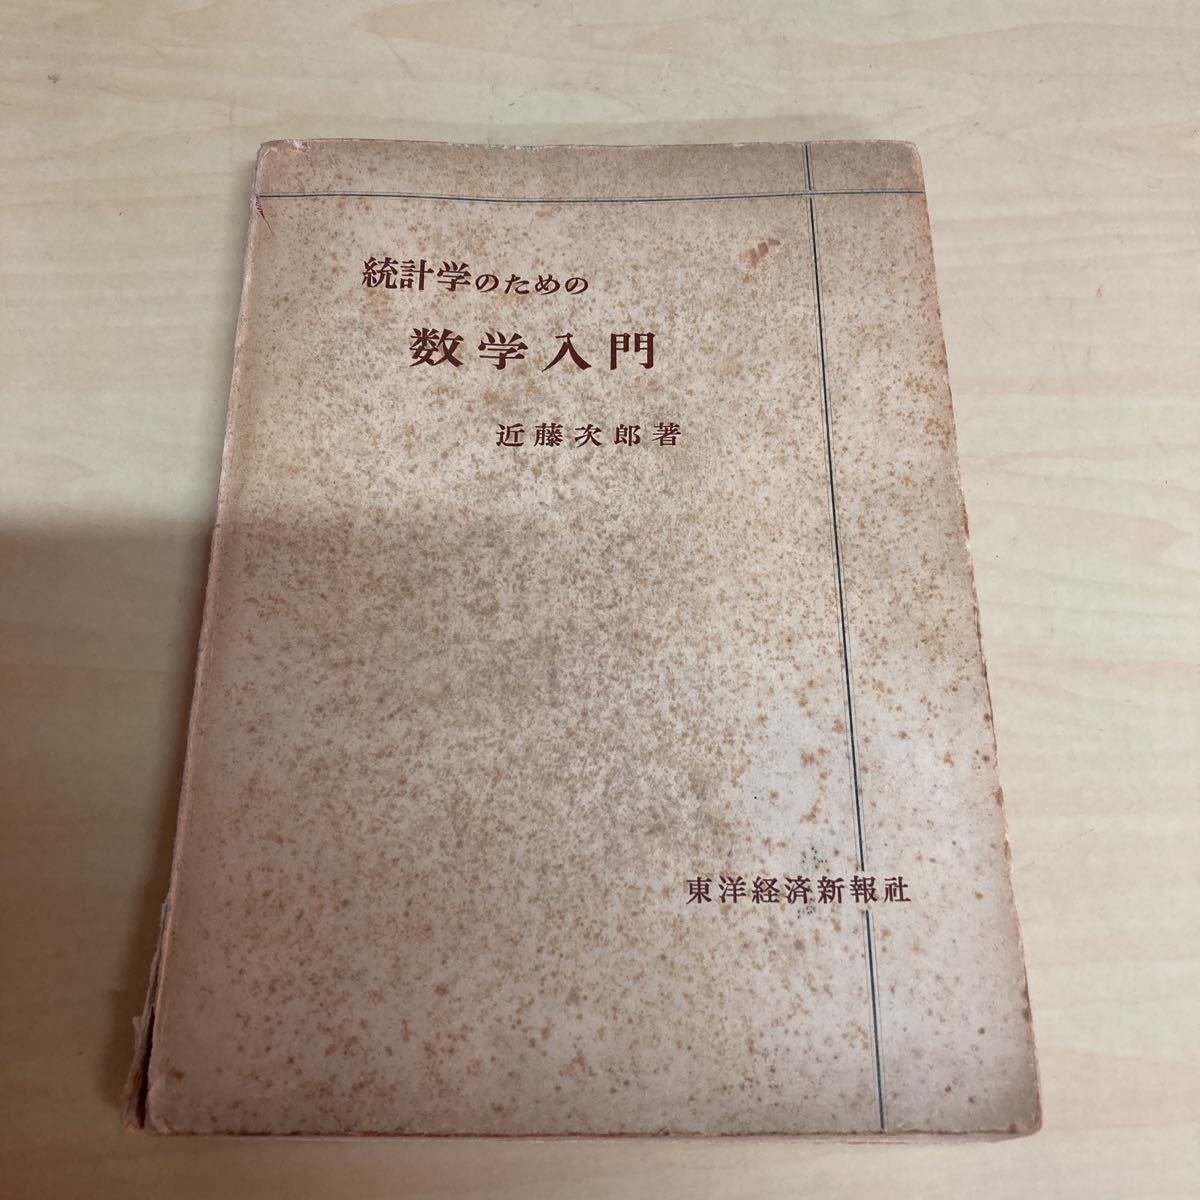 統計学のための
数学入門
近藤次郎著
東洋経済新報社